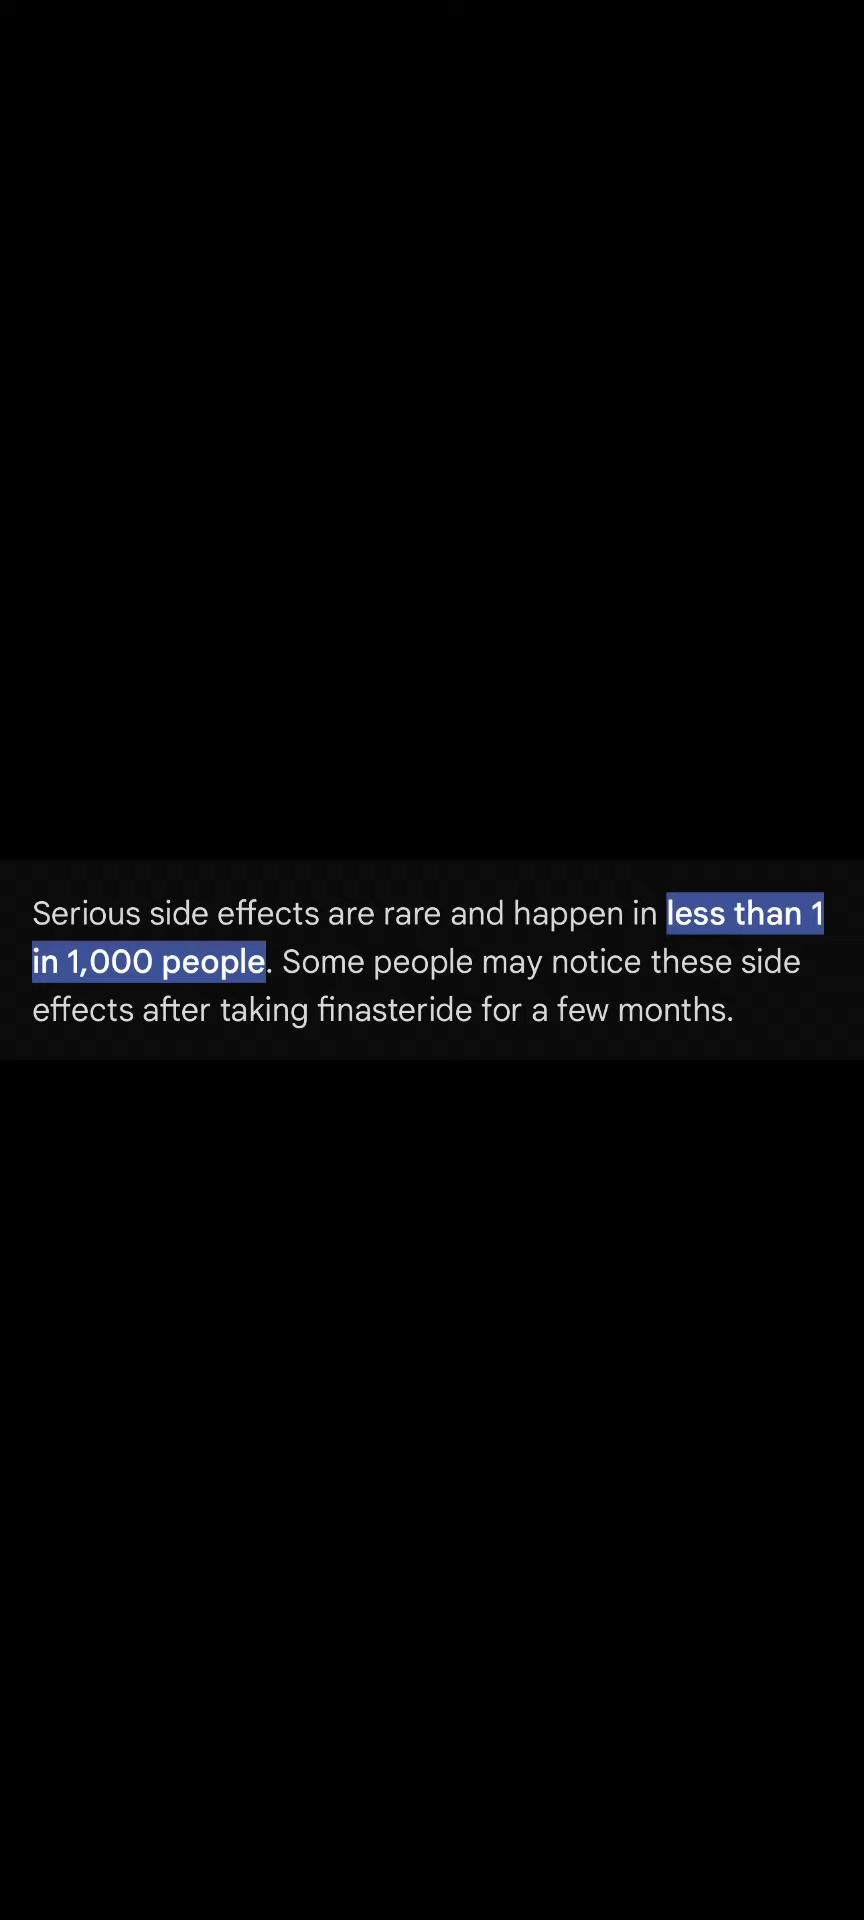 Serious side effects are rare and happen in less than 1
in 1,000 people. Some people may notice these side
effects after taking finasteride for a few months.